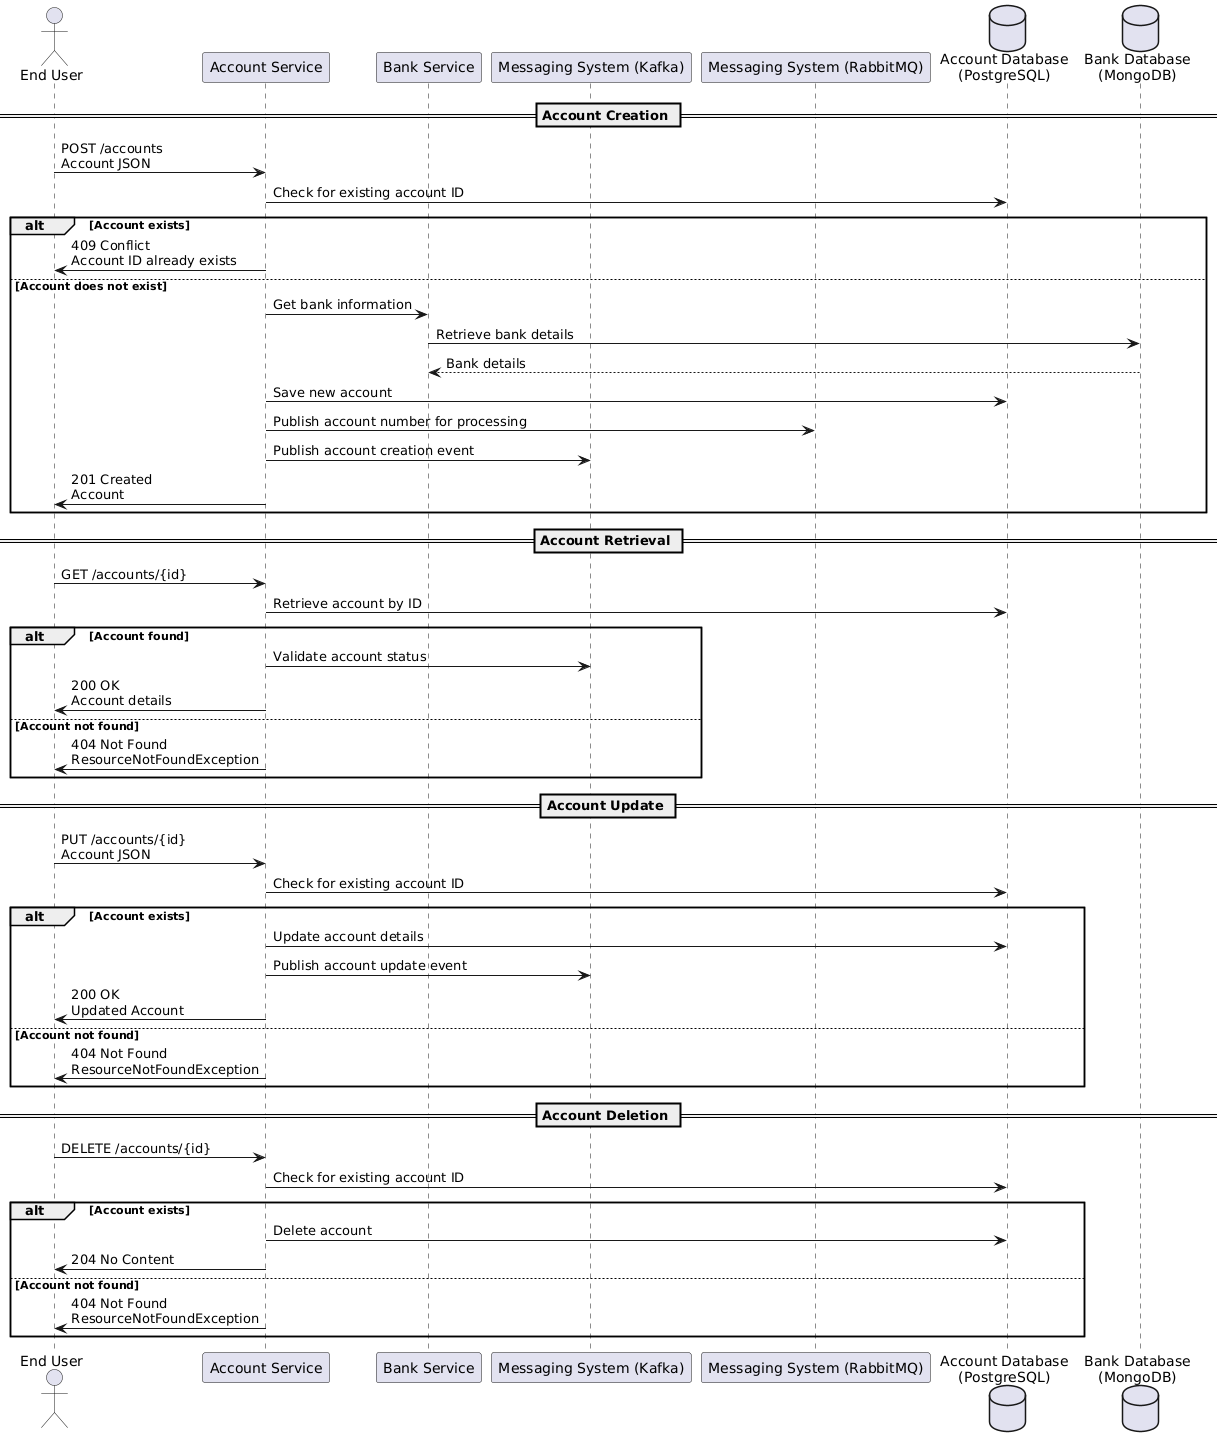 End User
Account Service
Bank Service
Messaging System (Kafka)
Messaging System (RabbitMQ)
Account Database
(PostgreSQL)
Bank Database
(MongoDB)
Account Creation
POST /accounts
Account JSON
Check for existing account ID
alt
[Account exists]
409 Conflict
Account ID already exists
[Account does not exist]
Get bank information
Retrieve bank details
Bank details
Save new account
Publish account number for processing
Publish account creation event
201 Created
Account
Account Retrieval
GET /accounts/{id}
Retrieve account by ID
alt
[Account found]
Validate account status
200 OK
Account details
[Account not found]
404 Not Found
ResourceNotFoundException
Account Update
PUT /accounts/{id}
Account JSON
Check for existing account ID
alt
[Account exists]
Update account details
Publish account update event
200 OK
Updated Account
[Account not found]
404 Not Found
ResourceNotFoundException
Account Deletion
DELETE /accounts/{id}
Check for existing account ID
alt
[Account exists]
Delete account
204 No Content
[Account not found]
404 Not Found
ResourceNotFoundException
End User
Account Service
Bank Service
Messaging System (Kafka)
Messaging System (RabbitMQ)
Account Database
(PostgreSQL)
Bank Database
(MongoDB)